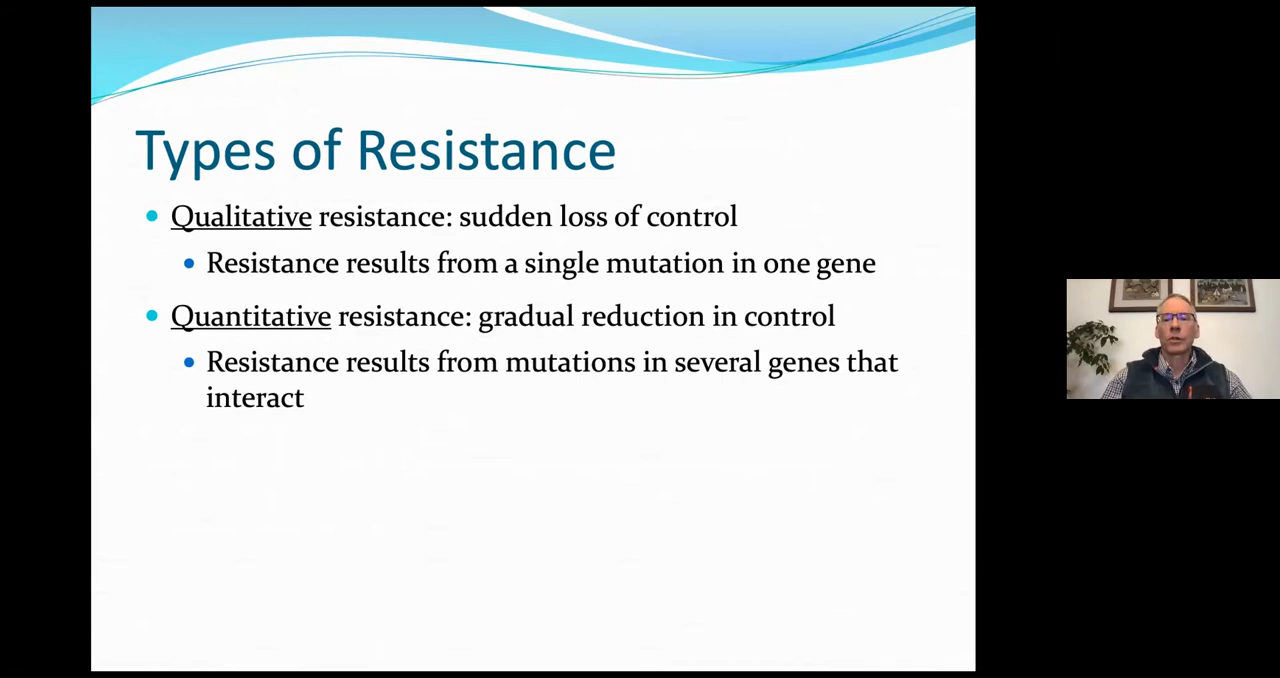 Types of Resistance
Qualitative resistance: sudden loss of control
Resistance results from a single mutation in one gene
Quantitative resistance: gradual reduction in control
Resistance results from mutations in several genes that
interact